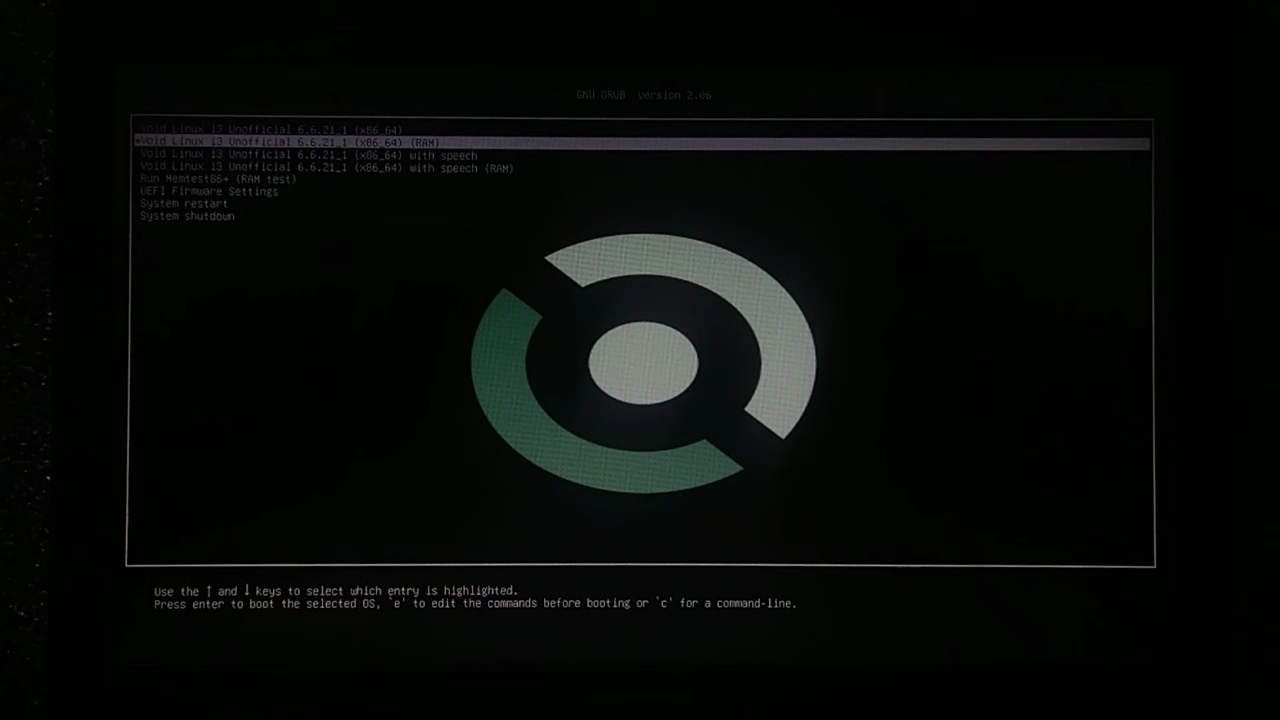 GNU GRUB version 2.06
Void Linux i3 Unofficial 6.6.21_1 (x86_64)
*Void Linux i3 Unofficial 6.6.21_1 (x86_64) (RAM)
Void Linux i3 Unofficial 6.6.21_1 (x86_64) with speech
Void Linux i3 Unofficial 6.6.21_1 (x86_64) with speech (RAM)
Run Memtest86+ (RAM test)
UEFI Firmware Settings
System restart
System shutdown
Use the ↑ and ↓ keys to select which entry is highlighted.
Press enter to boot the selected OS, `e' to edit the commands before booting or `c' for a command-line.